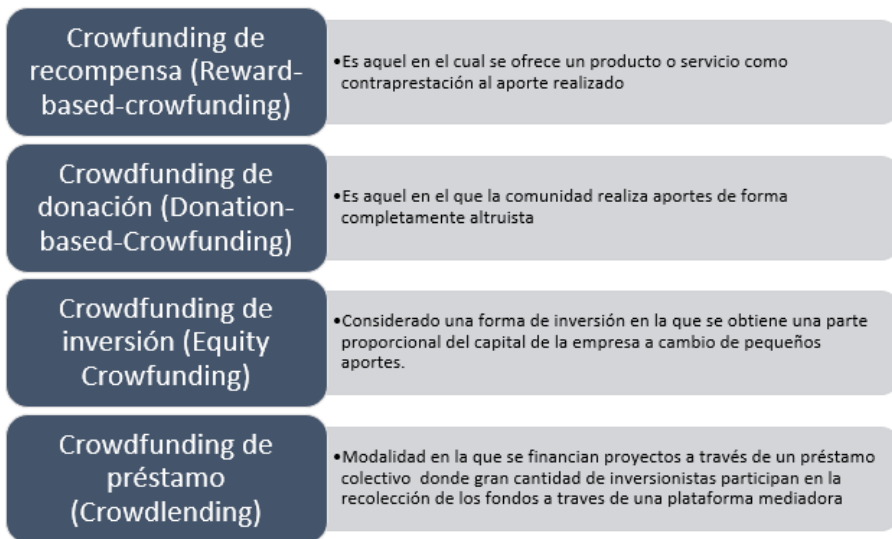 Crowfunding de
recompensa (Reward-
based-crowfunding)
•Es aquel en el cual se ofrece un producto o servicio como
contraprestación al aporte realizado
Crowdfunding de
donación (Donation-
based-Crowfunding)
•Es aquel en el que la comunidad realiza aportes de forma
completamente altruista
Crowdfunding de
inversión (Equity
Crowfunding)
•Considerado una forma de inversión en la que se obtiene una parte
proporcional del capital de la empresa a cambio de pequeños
aportes.
Crowdfunding de
préstamo
(Crowdlending)
•Modalidad en la que se financian proyectos a través de un préstamo
colectivo  donde gran cantidad de inversionistas participan en la
recolección de los fondos a traves de una plataforma mediadora